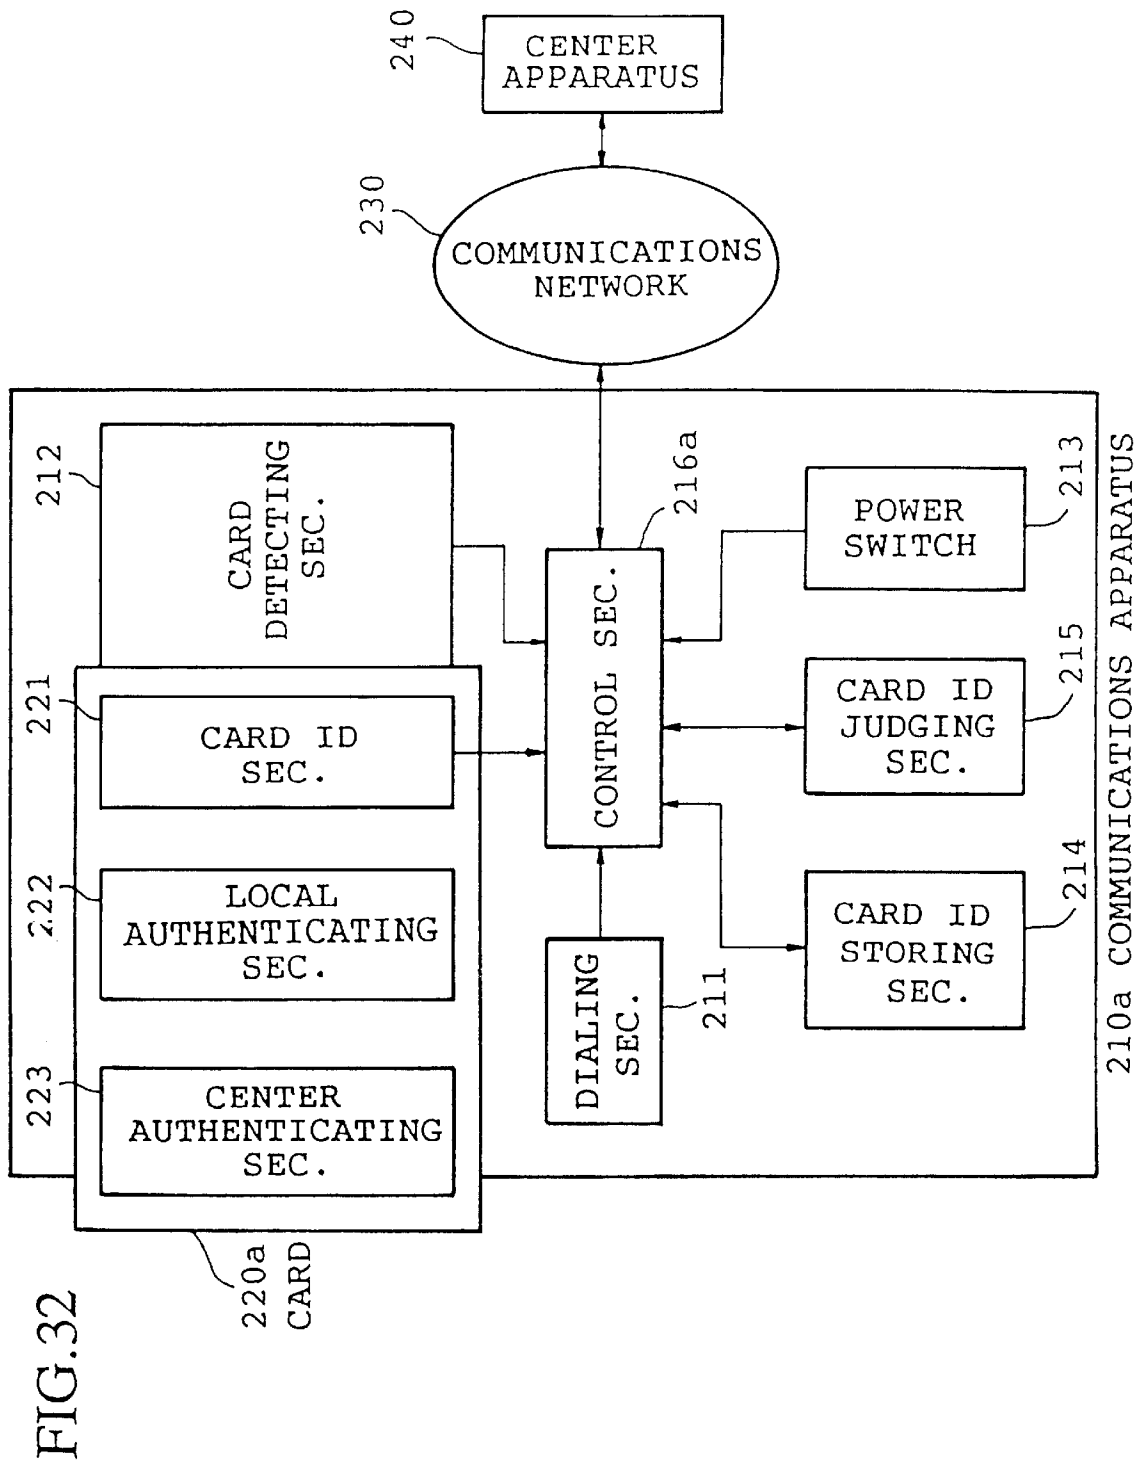 240
CENTER
APPARATUS
230
COMMUNICATIONS
NETWORK
212
CARD
DETECTING
SEC.
216a
CONTROL SEC.
213
POWER
SWITCH
221
CARD ID
SEC.
215
CARD ID
JUDGING
SEC.
222
LOCAL
AUTHENTICATING
SEC.
214
CARD ID
STORING
SEC.
211
DIALING
SEC.
223
CENTER
AUTHENTICATING
SEC.
220a
CARD
210a COMMUNICATIONS APPARATUS
FIG.32